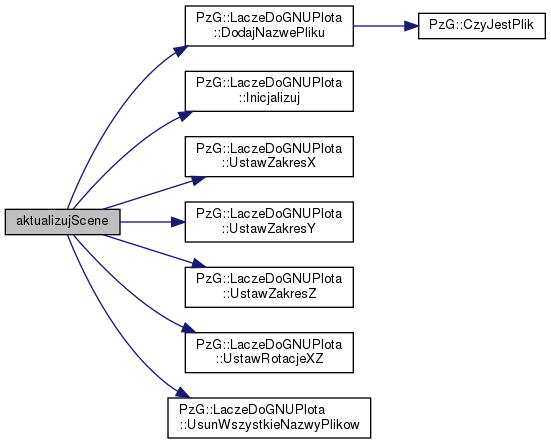 aktualizujScene
PzG::LaczeDoGNUPlota
::DodajNazwePliku
PzG::CzyJestPlik
PzG::LaczeDoGNUPlota
::Inicjalizuj
PzG::LaczeDoGNUPlota
::UstawZakresX
PzG::LaczeDoGNUPlota
::UstawZakresY
PzG::LaczeDoGNUPlota
::UstawZakresZ
PzG::LaczeDoGNUPlota
::UstawRotacjeXZ
PzG::LaczeDoGNUPlota
::UsunWszystkieNazwyPlikow